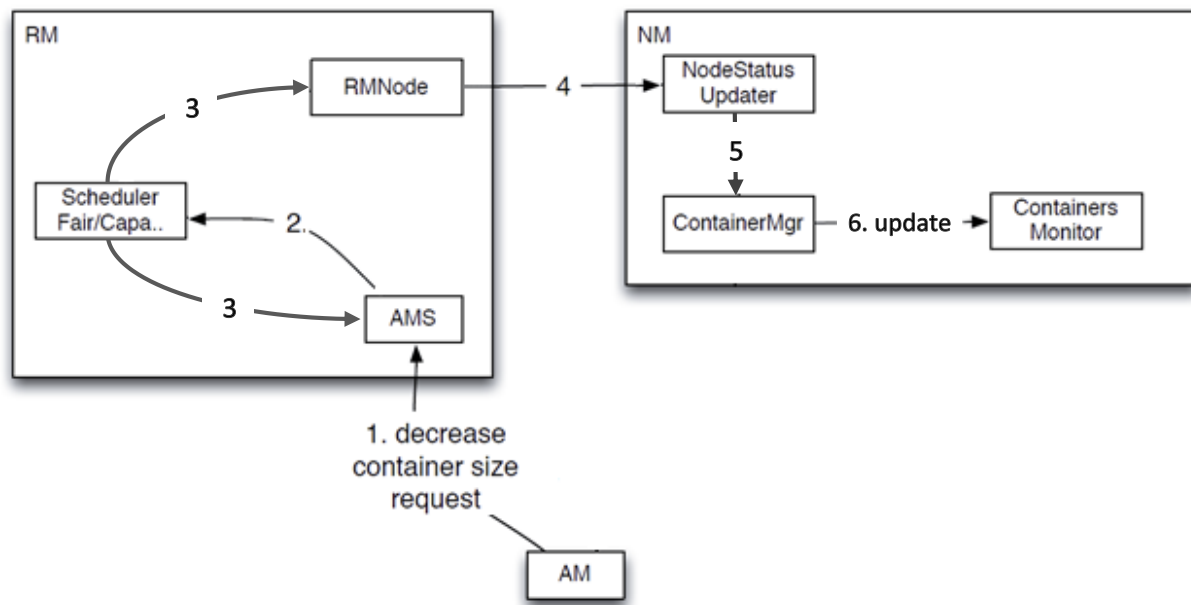 RM
RMNode
3
Scheduler
Fair/Capa..
2.
3
AMS
1. decrease
container size
request
AM
NM
4
NodeStatus
Updater
5
ContainerMgr
6. update
Containers
Monitor